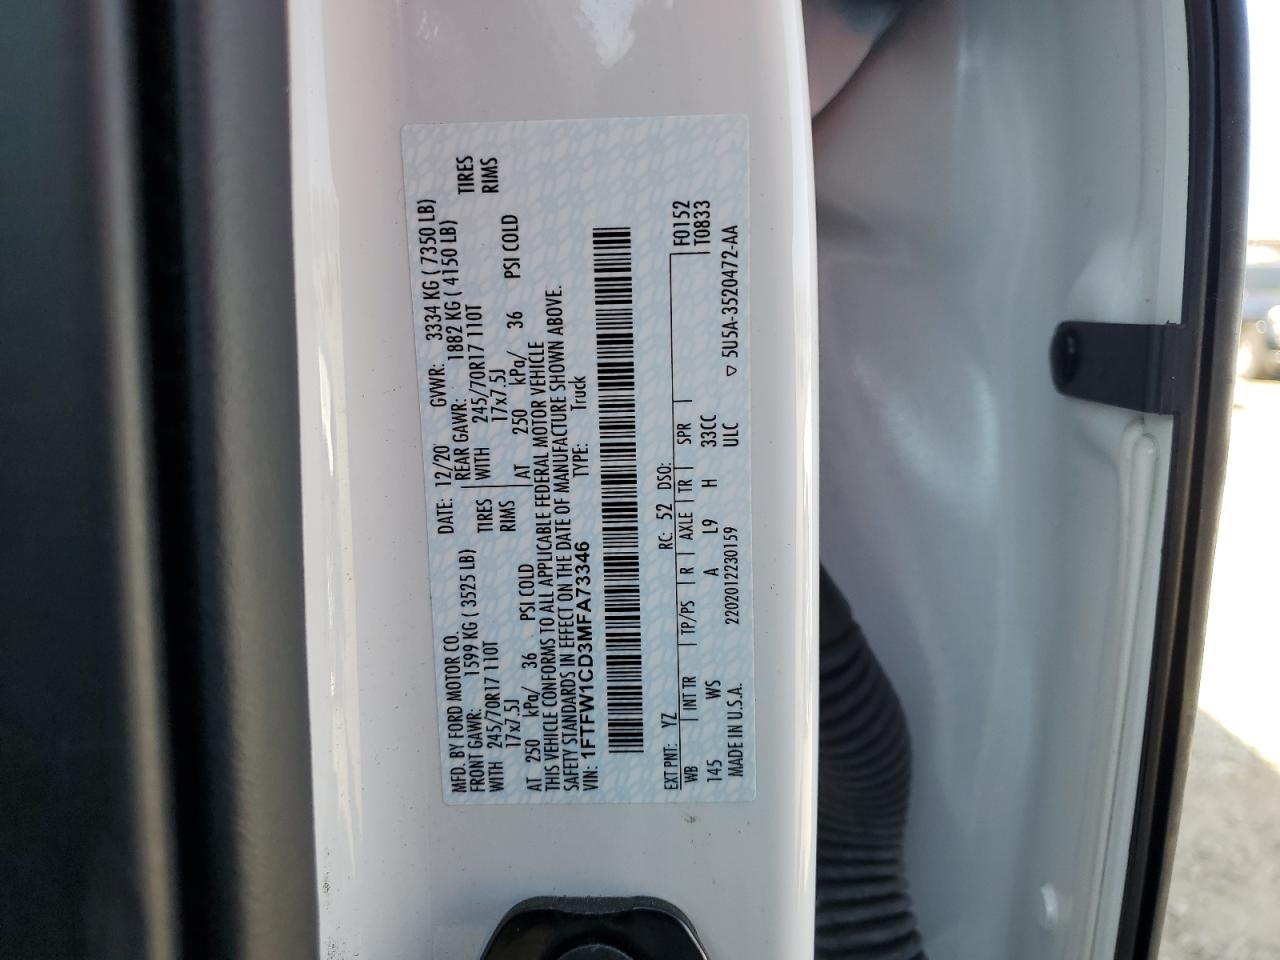 MFD. BY FORD MOTOR CO.
DATE: 12/20 GVWR: 3334 KG ( 7350 LB)
FRONT GAWR: 1599 KG ( 3525 LB) REAR GAWR: 1882 KG ( 4150 LB)
WITH 245/70R17 110T TIRES WITH 245/70R17 110T TIRES
17x7.5J RIMS 17x7.5J RIMS
AT 250 kPa/ 36 PSI COLD AT 250 kPa/ 36 PSI COLD
THIS VEHICLE CONFORMS TO ALL APPLICABLE FEDERAL MOTOR VEHICLE
SAFETY STANDARDS IN EFFECT ON THE DATE OF MANUFACTURE SHOWN ABOVE.
VIN: 1FTFW1CD3MFA73346 TYPE: Truck
EXT PNT: YZ RC: 52 DSO: F0152
WB INT TR TP/PS R AXLE TR SPR T0833
145 WS A L9 H 33CC
MADE IN U.S.A. 2202012230159 ULC ▽ 5U5A-3520472-AA